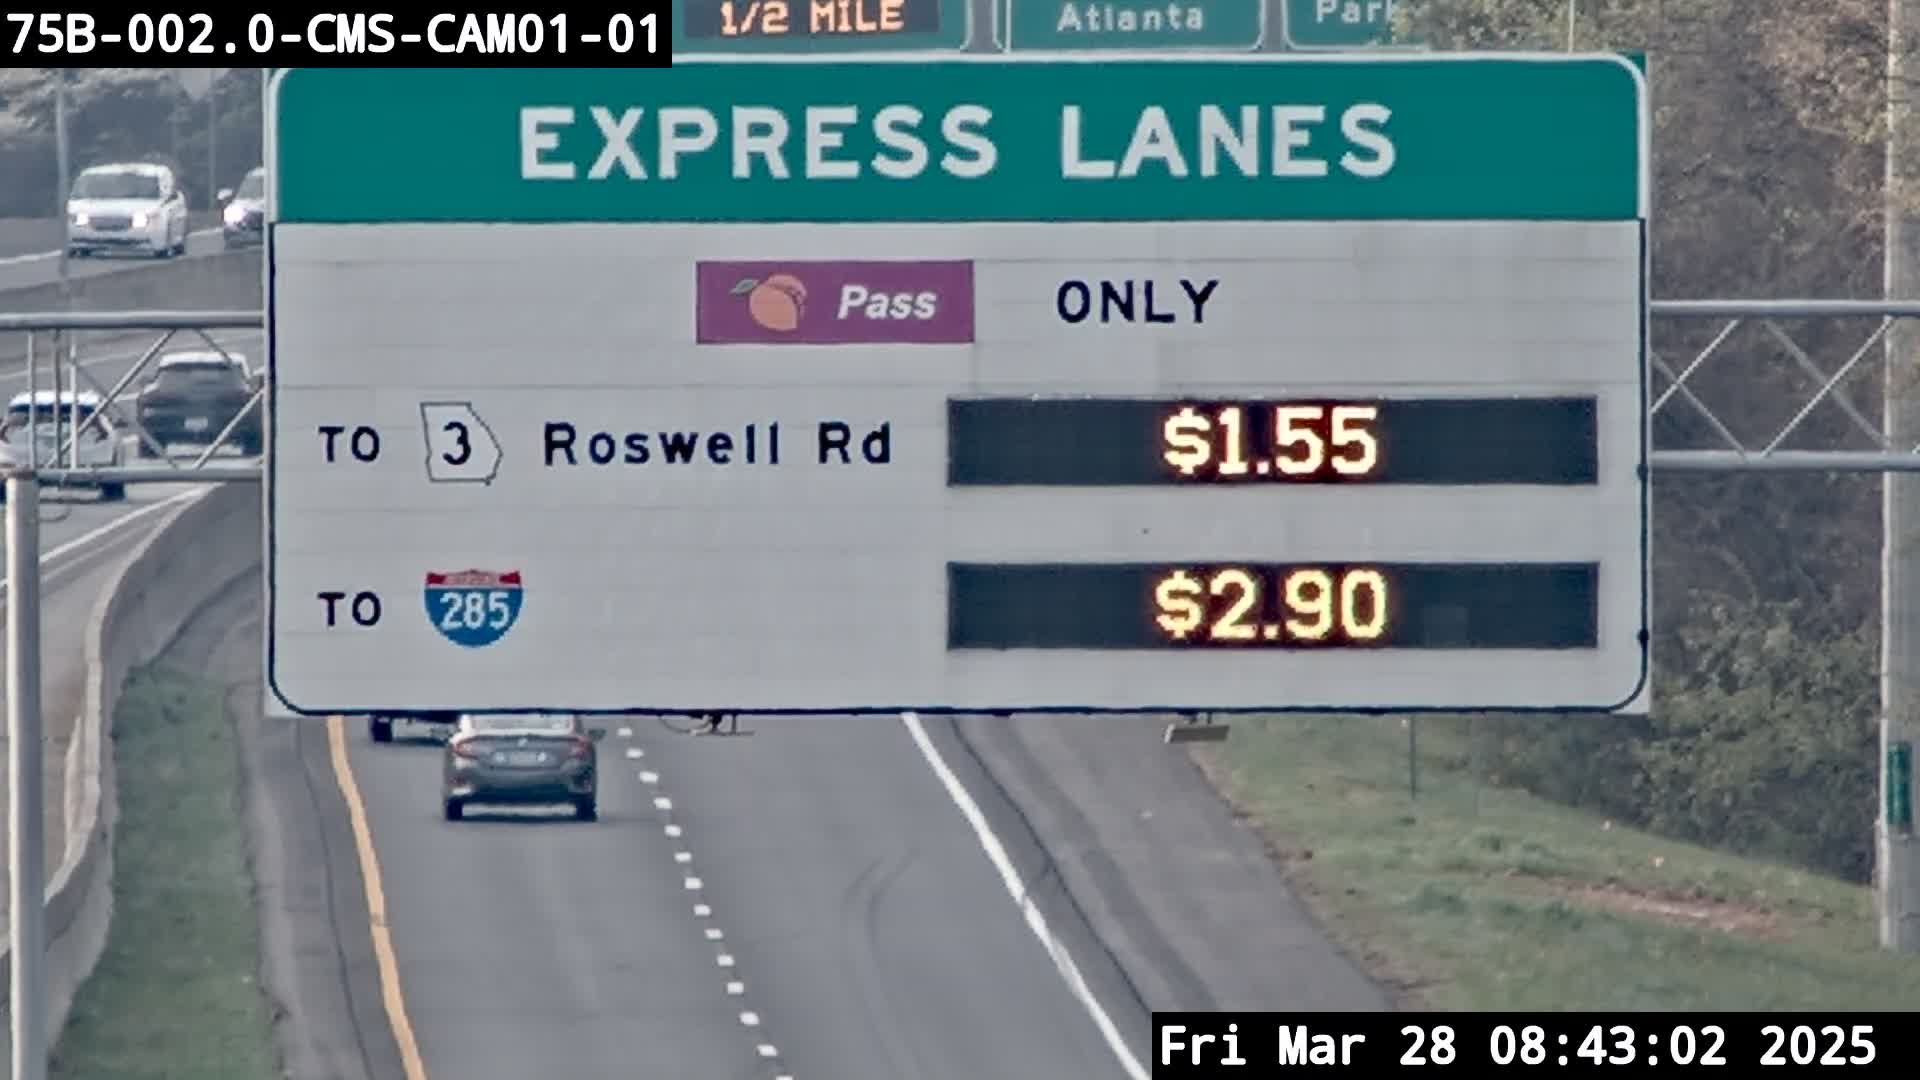 75B-002.0-CMS-CAM01-01
1/2 MILE
Atlanta
EXPRESS LANES
Pass ONLY
TO 3 Roswell Rd $1.55
TO 285 $2.90
Fri Mar 28 08:43:02 2025